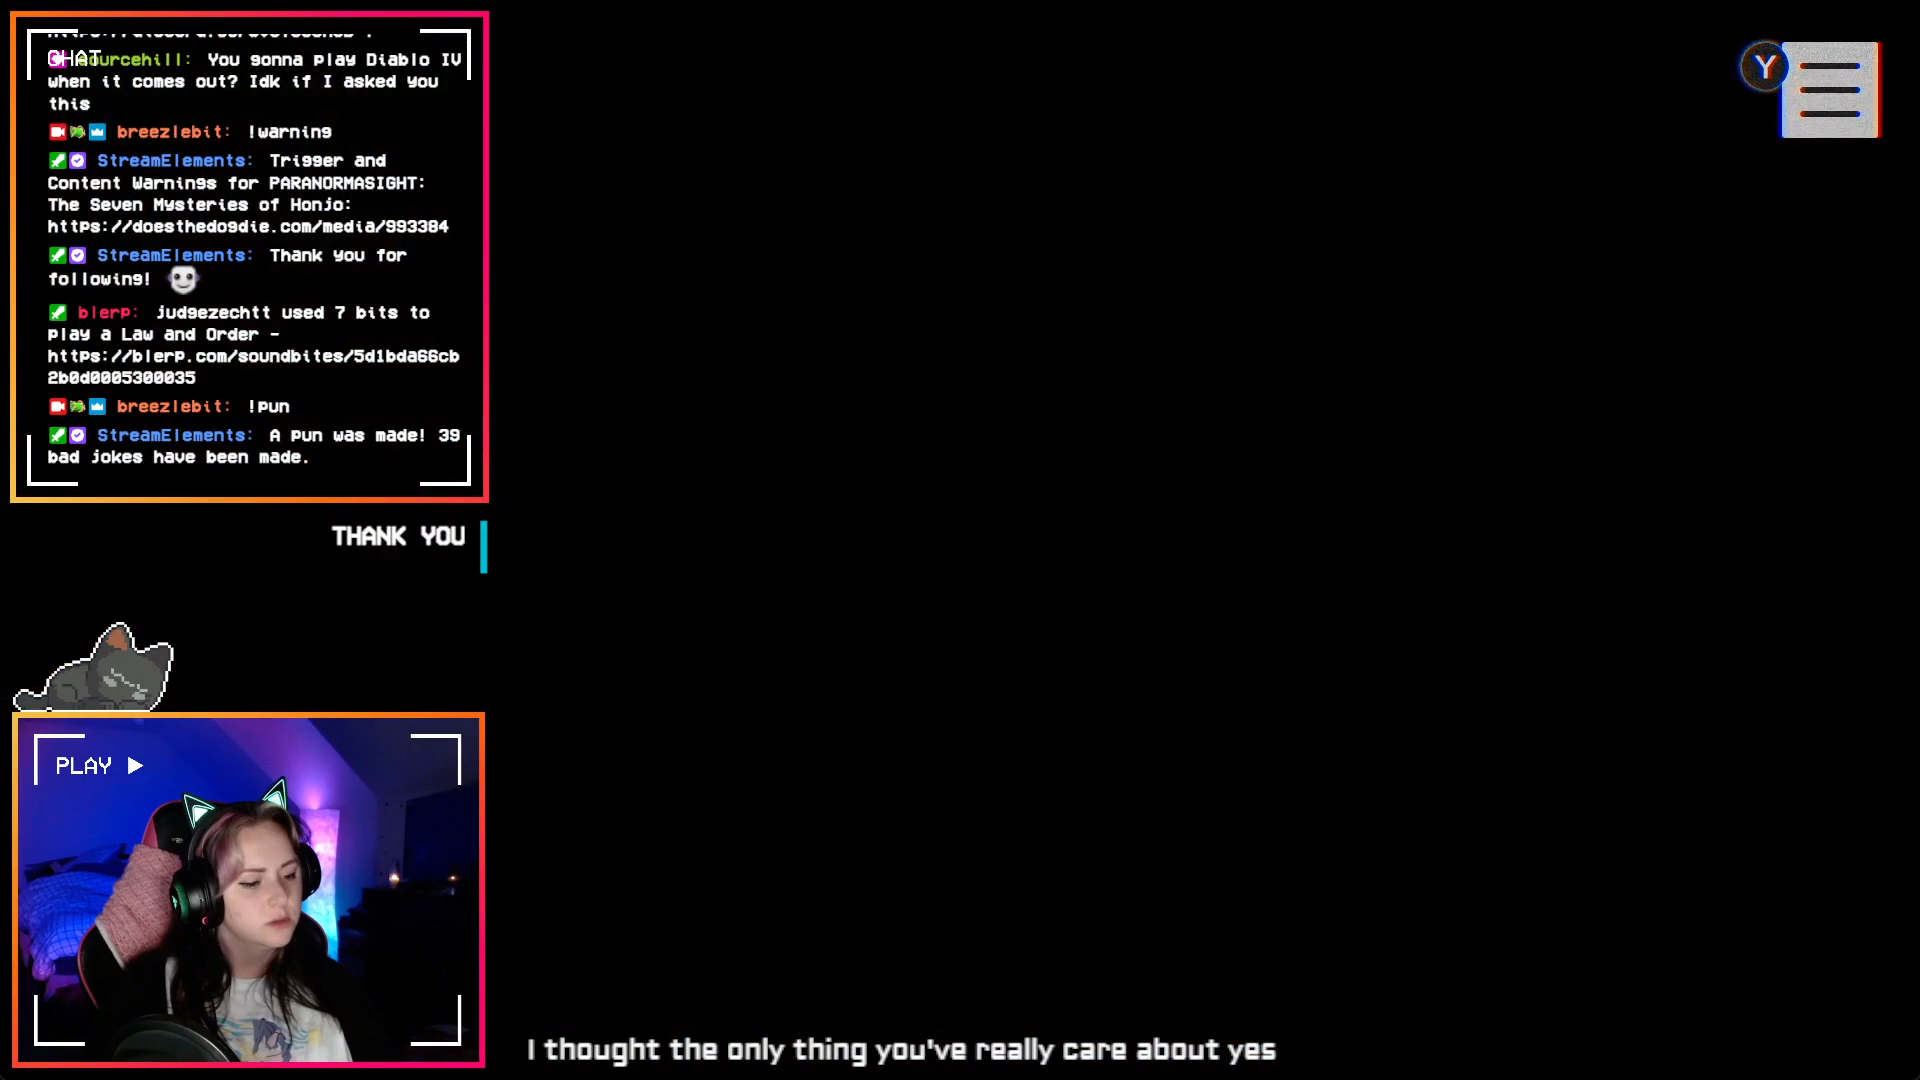 CHAT
sourcehill: You gonna play Diablo IV
when it comes out? Idk if I asked you
this
breezlebit: !warning
StreamElements: Trigger and
Content Warnings for PARANORMASIGHT:
The Seven Mysteries of Honjo:
https://doesthedogdie.com/media/993384
StreamElements: Thank you for
following!
blerp: judgezechtt used 7 bits to
play a Law and Order -
https://blerp.com/soundbites/5d1bda66cb
2b0d0005300035
breezlebit: !pun
StreamElements: A pun was made! 39
bad jokes have been made.
THANK YOU
PLAY
Y
I thought the only thing you've really care about yes